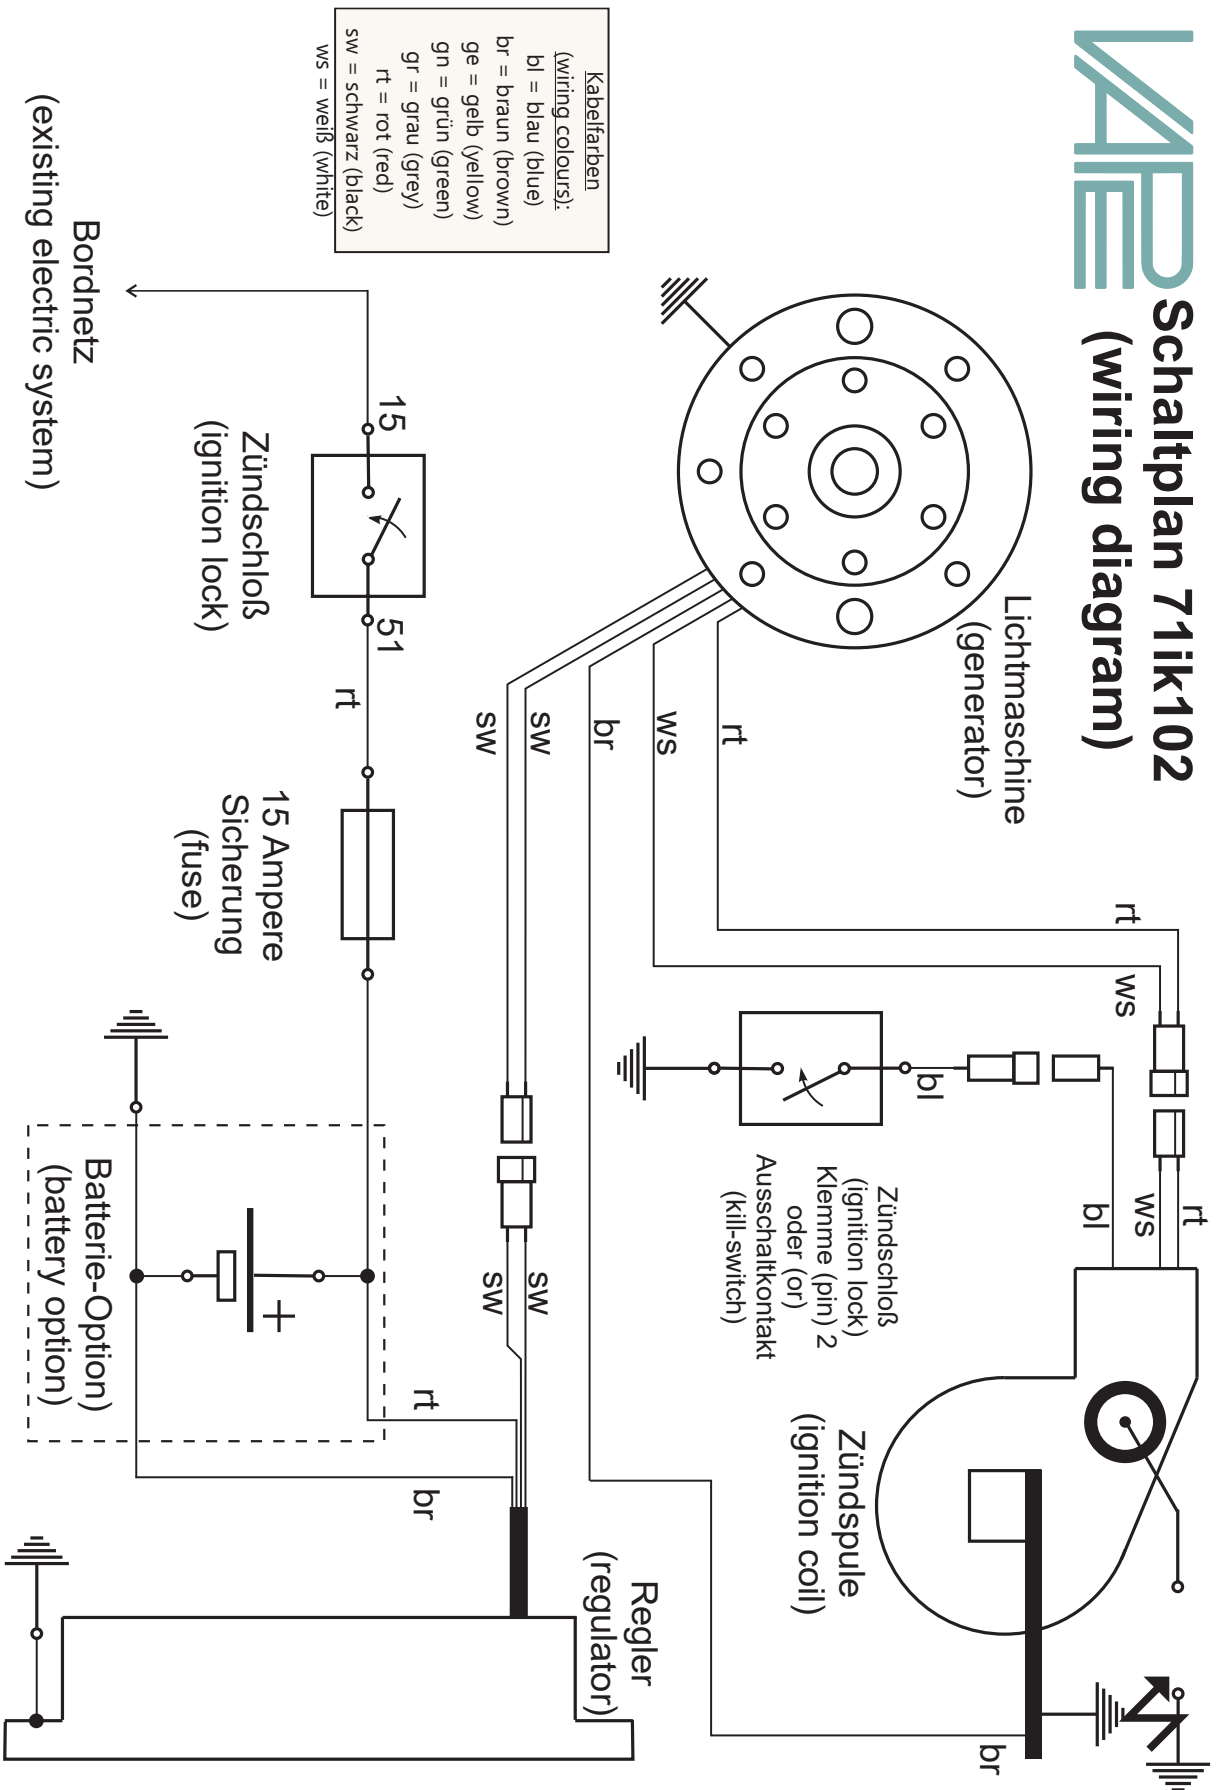 VAPE
Schaltplan 71ik102
(wiring diagram)
Lichtmaschine
(generator)
Kabelfarben
(wiring colours):
bl = blau (blue)
br = braun (brown)
ge = gelb (yellow)
gn = grün (green)
gr = grau (grey)
rt = rot (red)
sw = schwarz (black)
ws = weiß (white)
rt
ws
br
sw
sw
rt
ws
rt
ws
bl
bl
Zündschloß
(ignition lock)
Klemme (pin) 2
oder (or)
Ausschaltkontakt
(kill-switch)
Zündspule
(ignition coil)
br
sw
sw
Regler
(regulator)
rt
br
Batterie-Option)
(battery option)
+
15 Ampere
Sicherung
(fuse)
rt
15
51
Zündschloß
(ignition lock)
Bordnetz
(existing electric system)